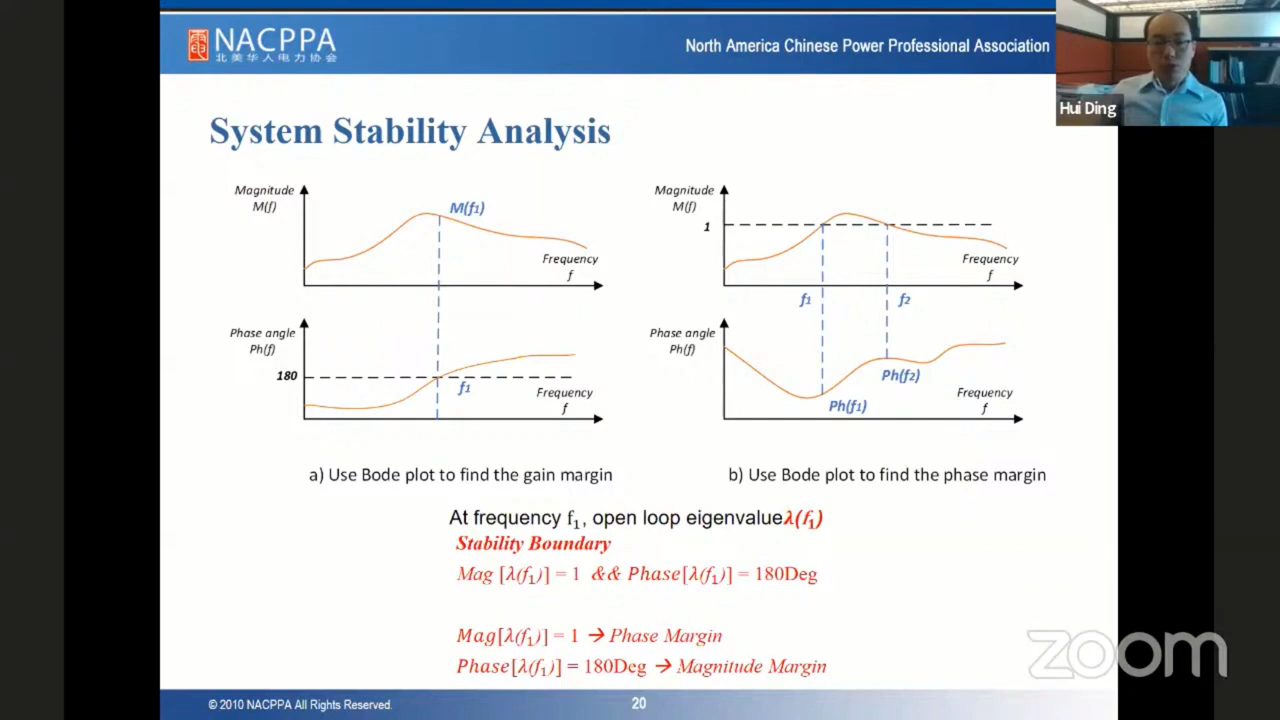 NACPPA
北美华人电力协会
North America Chinese Power Professional Association
Hui Ding
System Stability Analysis
Magnitude
M(f)
M(f₁)
Frequency
f
Phase angle
Ph(f)
180
f₁
Frequency
f
Magnitude
M(f)
1
Frequency
f
f₁
f₂
Phase angle
Ph(f)
Ph(f₂)
Frequency
f
Ph(f₁)
a) Use Bode plot to find the gain margin
b) Use Bode plot to find the phase margin
At frequency f₁, open loop eigenvalueλ(f₁)
Stability Boundary
Mag [λ(f₁)] = 1 && Phase[λ(f₁)] = 180Deg
Mag[λ(f₁)] = 1 → Phase Margin
Phase[λ(f₁)] = 180Deg → Magnitude Margin
zoom
© 2010 NACPPA All Rights Reserved.
20